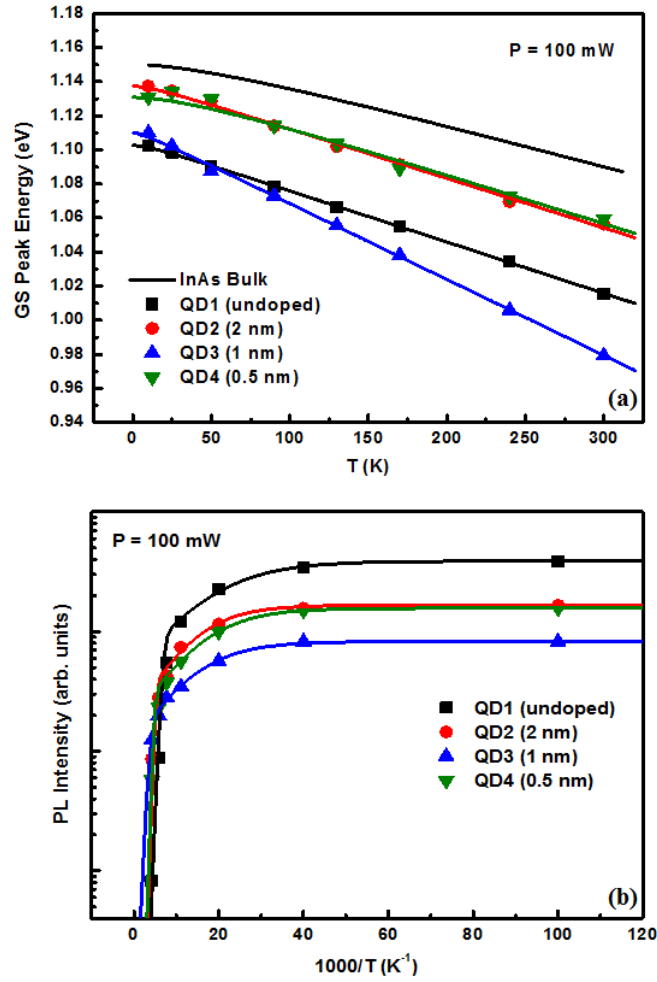 1.18
P = 100 mW
1.16
1.14
1.12
1.10
1.08
1.06
1.04
1.02
1.00
0.98
0.96
0.94
GS Peak Energy (eV)
InAs Bulk
QD1 (undoped)
QD2 (2 nm)
QD3 (1 nm)
QD4 (0.5 nm)
(a)
0 50 100 150 200 250 300
T (K)
P = 100 mW
PL Intensity (arb. units)
QD1 (undoped)
QD2 (2 nm)
QD3 (1 nm)
QD4 (0.5 nm)
(b)
0 20 40 60 80 100 120
1000/T (K⁻¹)